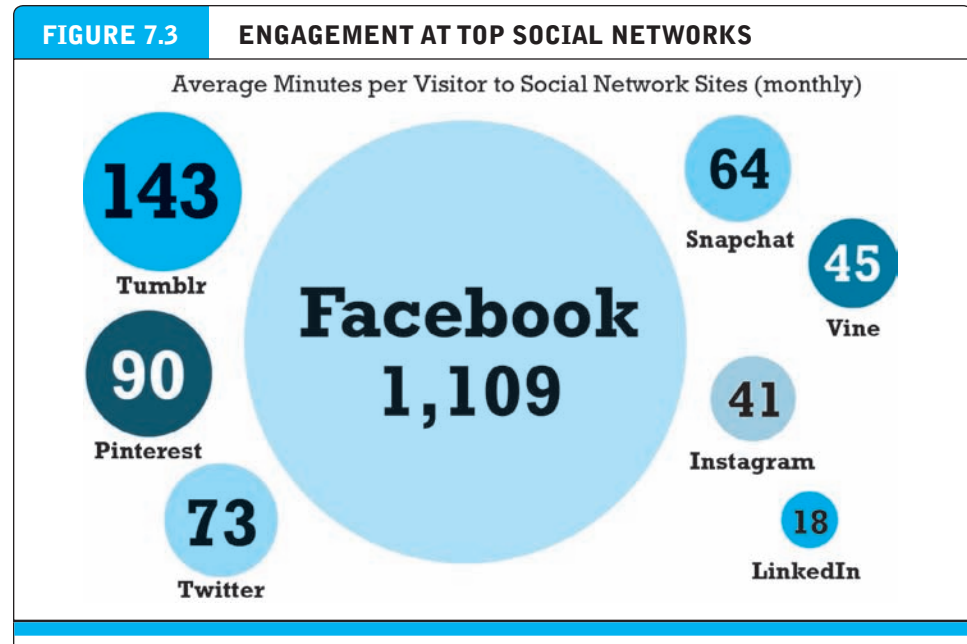 FIGURE 7.3 ENGAGEMENT AT TOP SOCIAL NETWORKS
Average Minutes per Visitor to Social Network Sites (monthly)
143
Tumblr
90
Pinterest
73
Twitter
Facebook
1,109
64
Snapchat
45
Vine
41
Instagram
18
LinkedIn